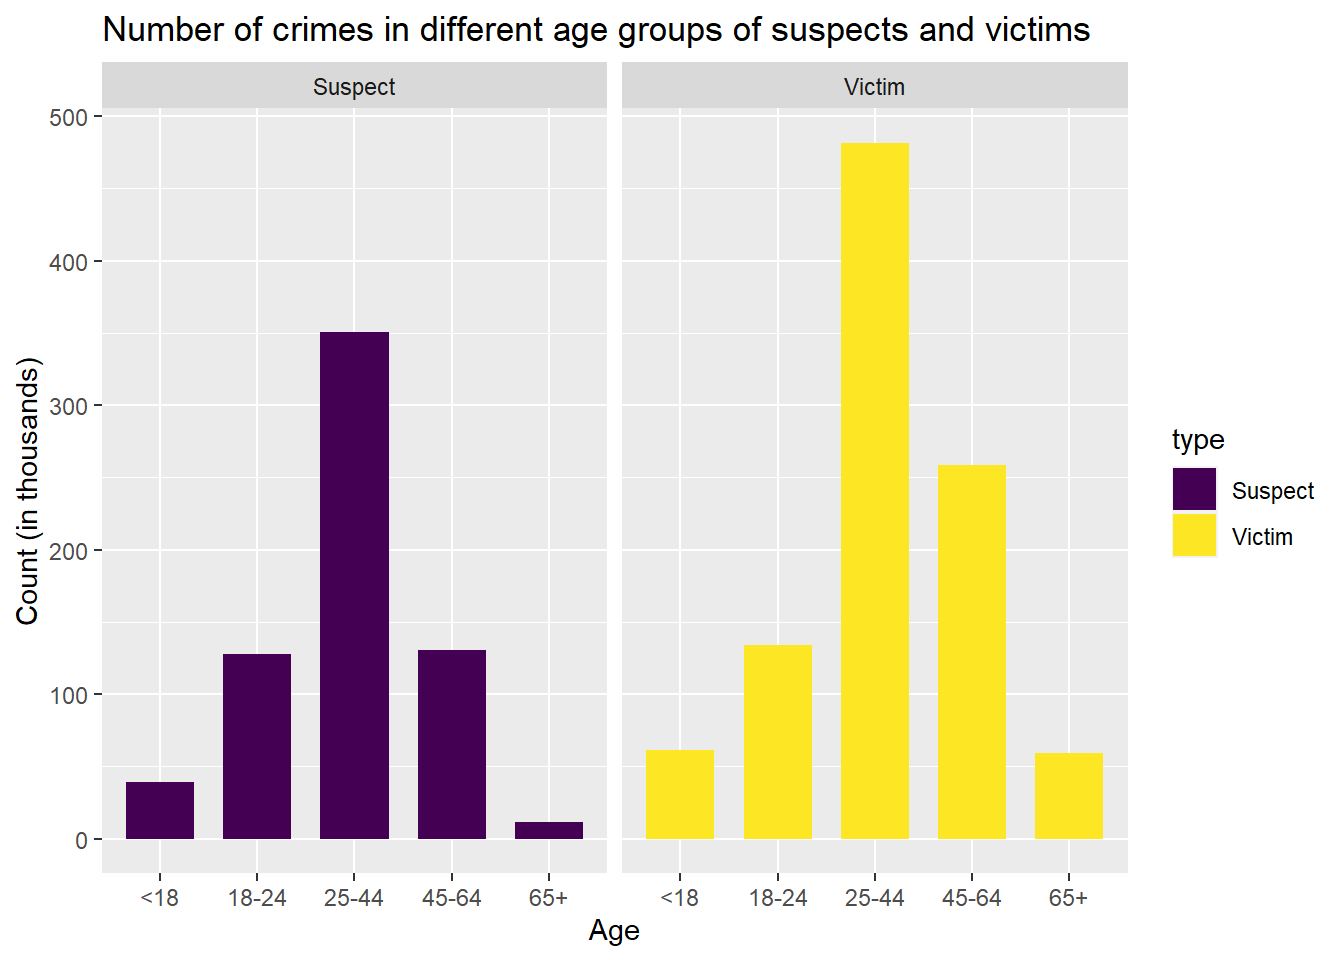 Number of crimes in different age groups of suspects and victims
Suspect
Victim
500
400
300
200
100
0
Count (in thousands)
<18
18-24
25-44
45-64
65+
<18
18-24
25-44
45-64
65+
Age
type
Suspect
Victim